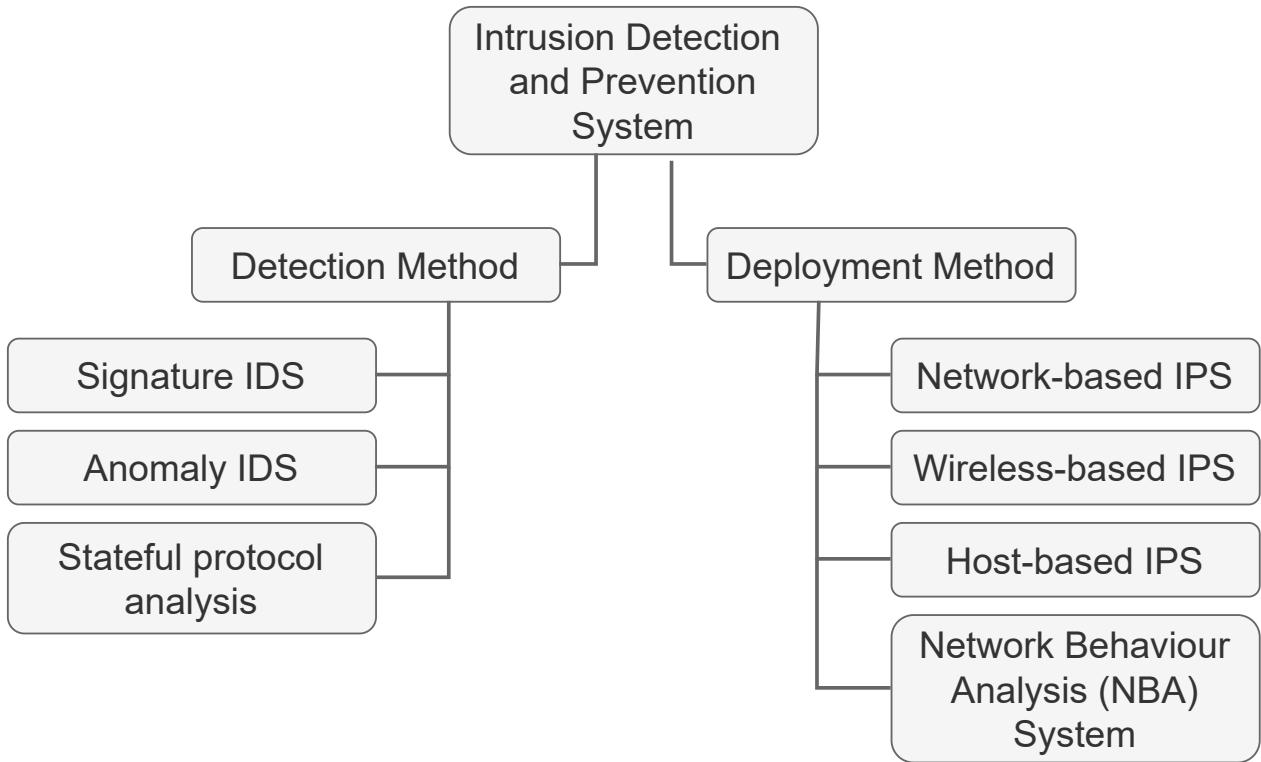 Intrusion Detection
and Prevention
System
Detection Method
Deployment Method
Signature IDS
Anomaly IDS
Stateful protocol
analysis
Network-based IPS
Wireless-based IPS
Host-based IPS
Network Behaviour
Analysis (NBA)
System